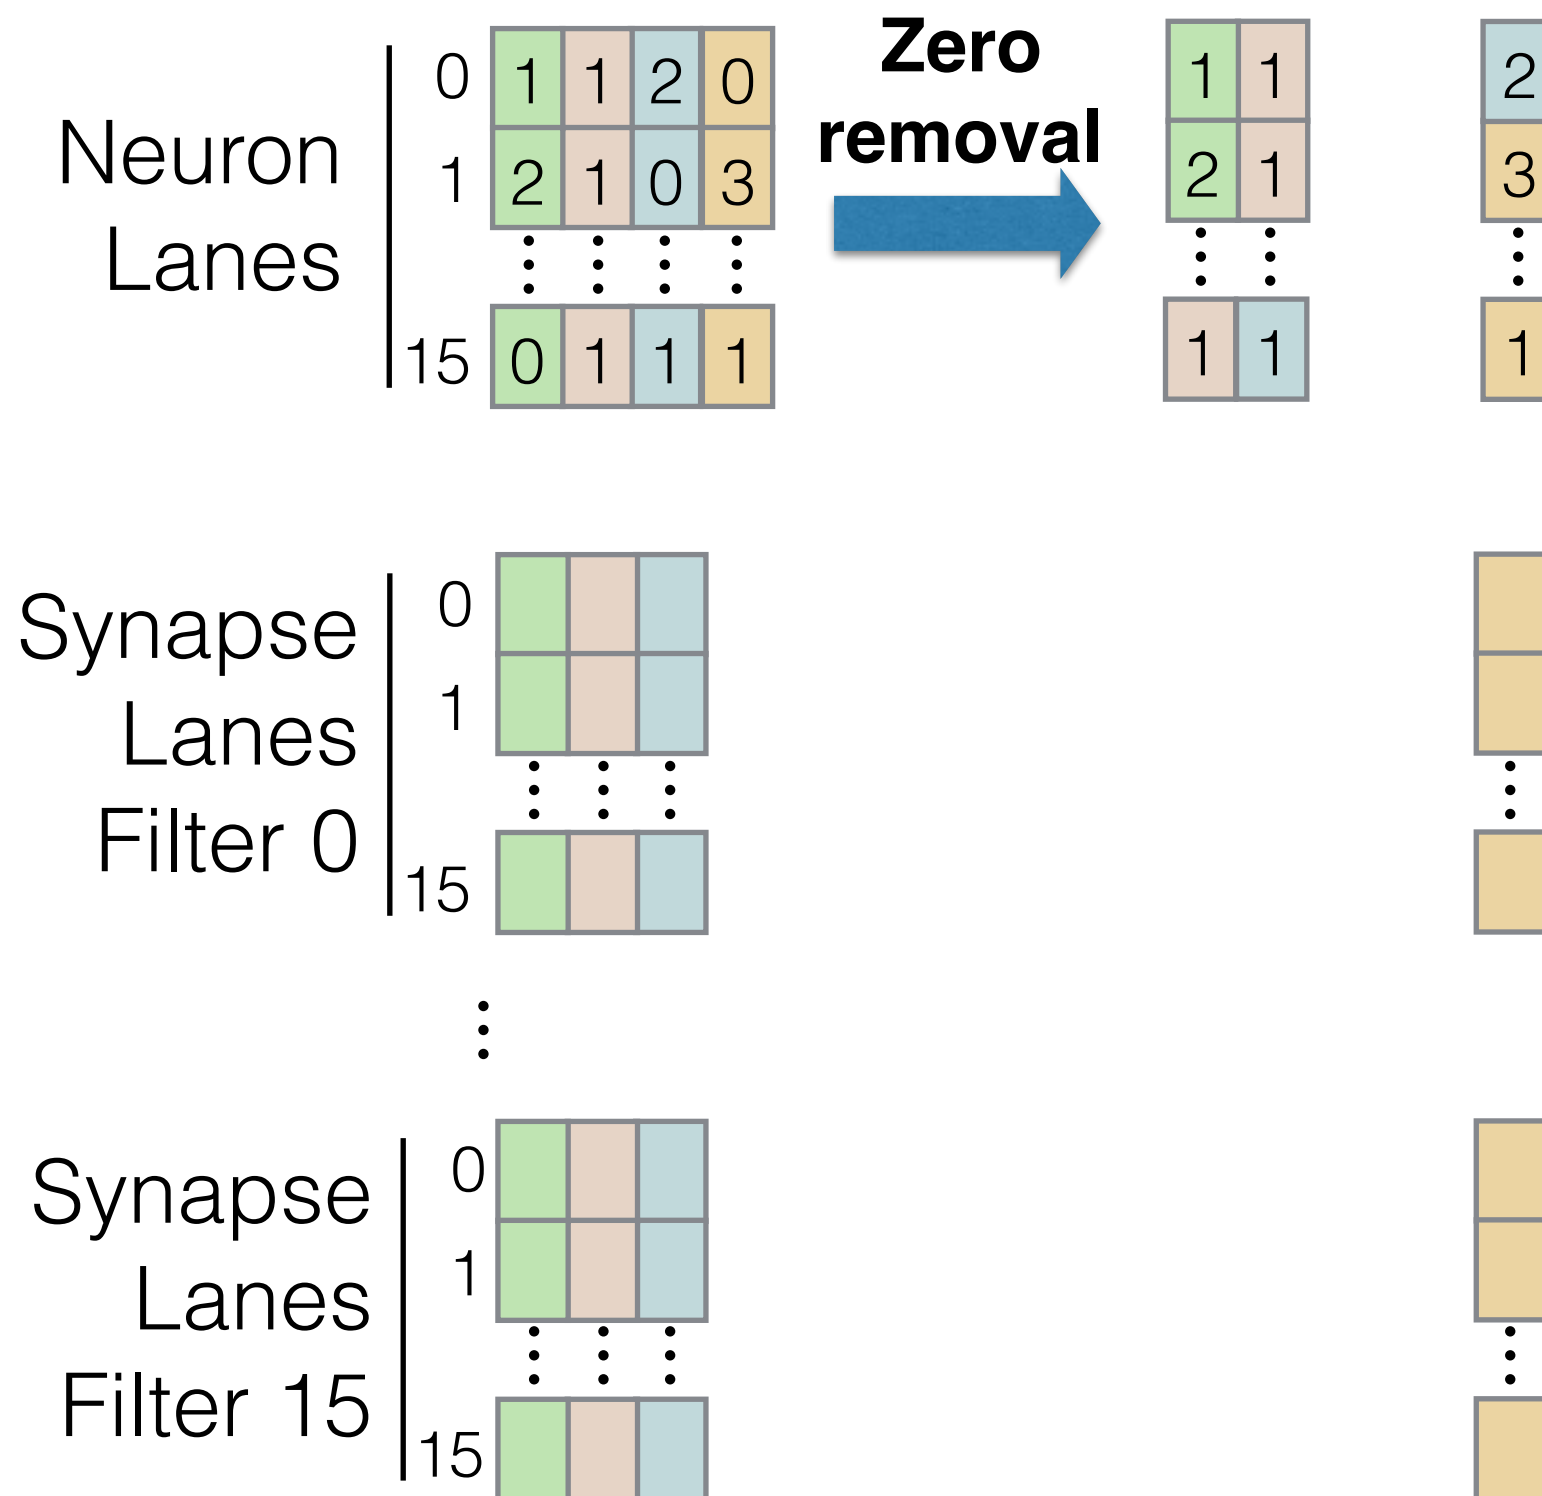 Neuron
Lanes
0 1 1 2 0
1 2 1 0 3
15 0 1 1 1
Zero
removal
1 1 2
2 1 3
1 1 1
Synapse
Lanes
Filter 0
0
1
15
Synapse
Lanes
Filter 15
0
1
15